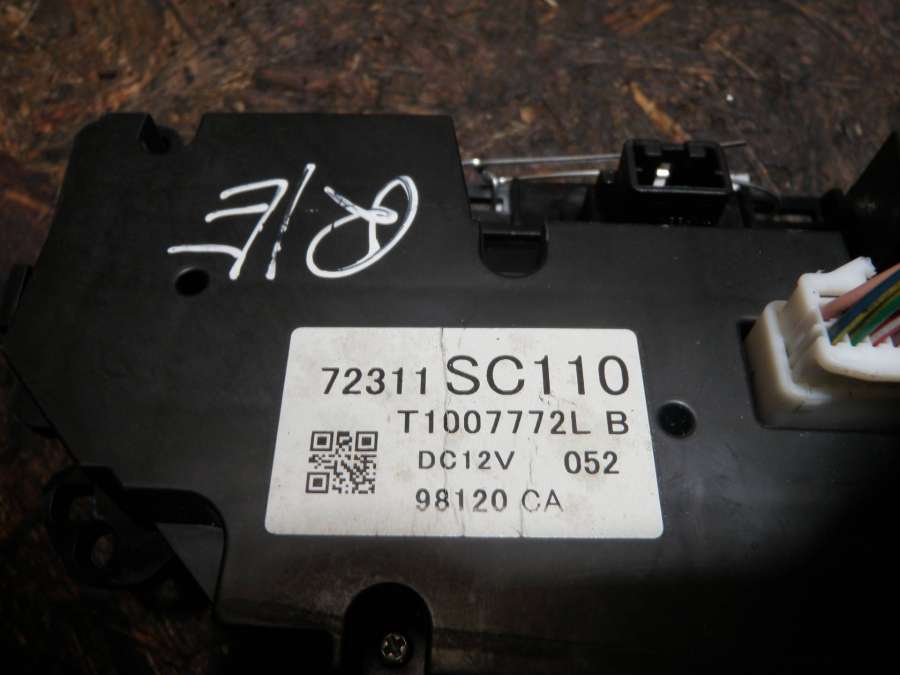 72311 SC110
T1007772L B
DC12V 052
98120 CA